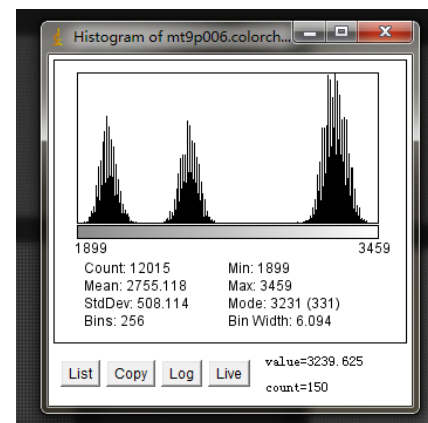 Histogram of mt9p006.colorch...
1899 3459
Count: 12015 Min: 1899
Mean: 2755.118 Max: 3459
StdDev: 508.114 Mode: 3231 (331)
Bins: 256 Bin Width: 6.094
List Copy Log Live value=3239.625
count=150